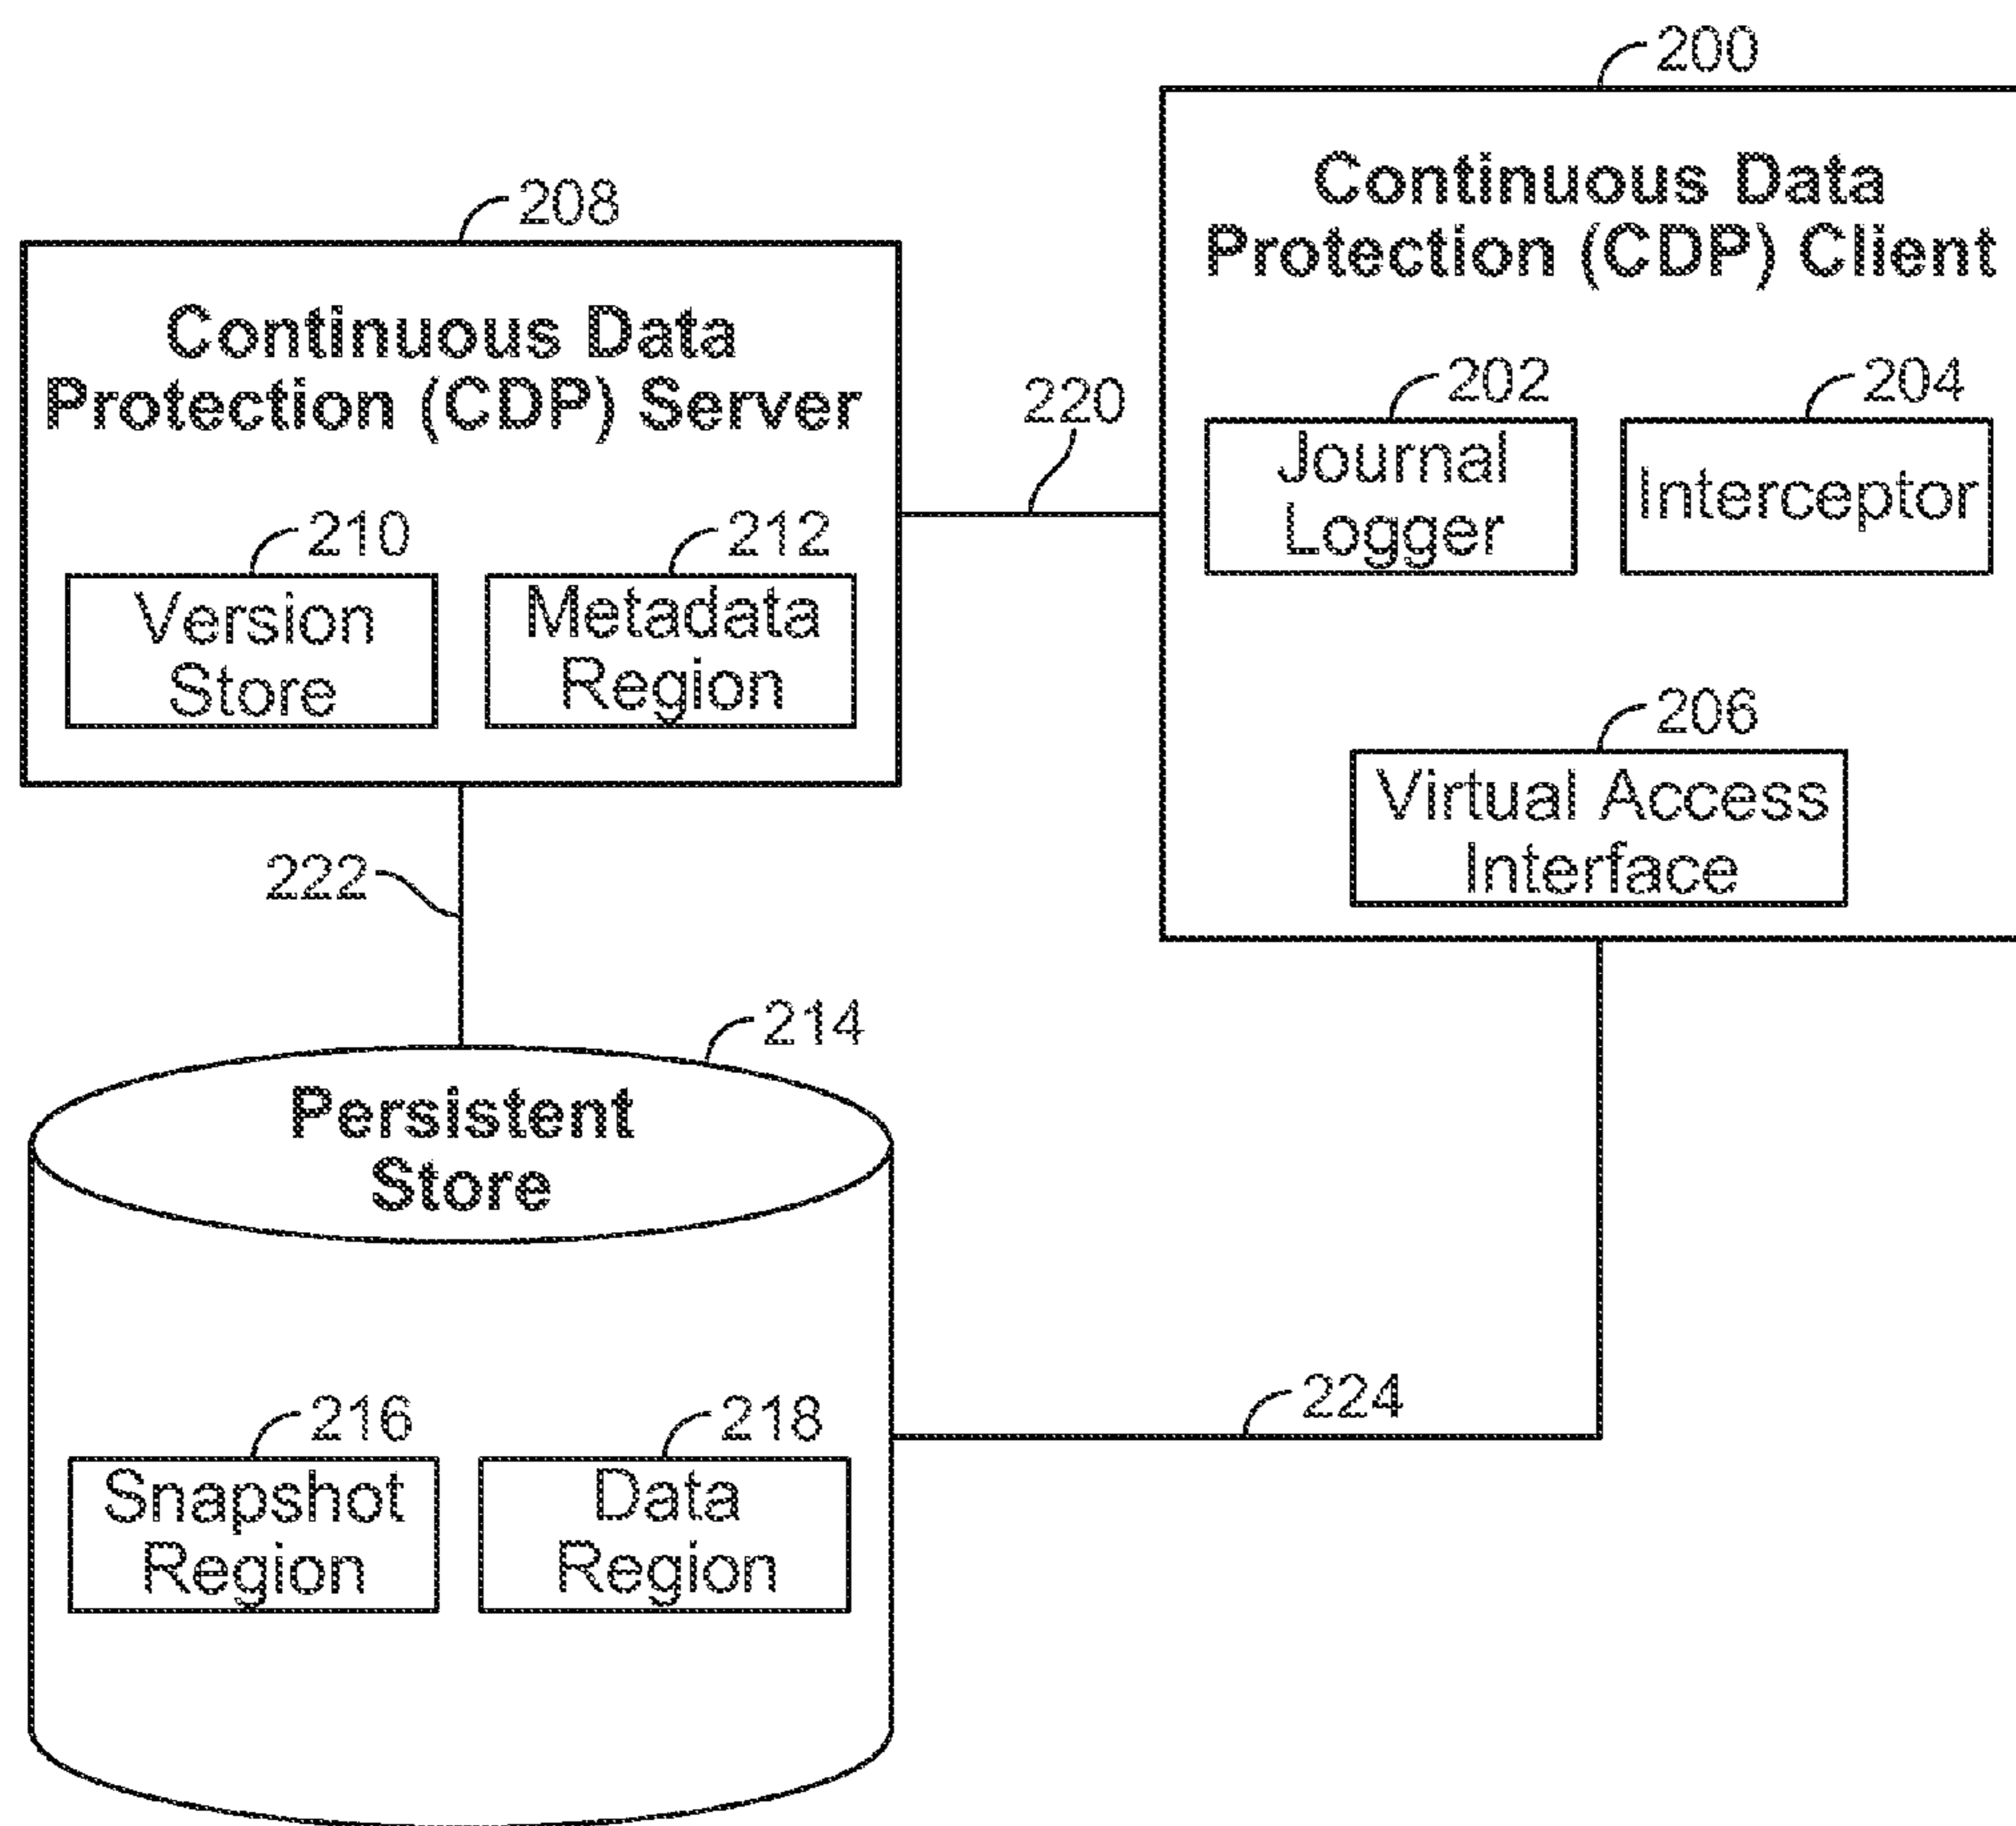 200
Continuous Data
Protection (CDP) Client
202
Journal
Logger
204
Interceptor
206
Virtual Access
Interface
208
Continuous Data
Protection (CDP) Server
210
Version
Store
212
Metadata
Region
220
222
214
Persistent
Store
216
Snapshot
Region
218
Data
Region
224